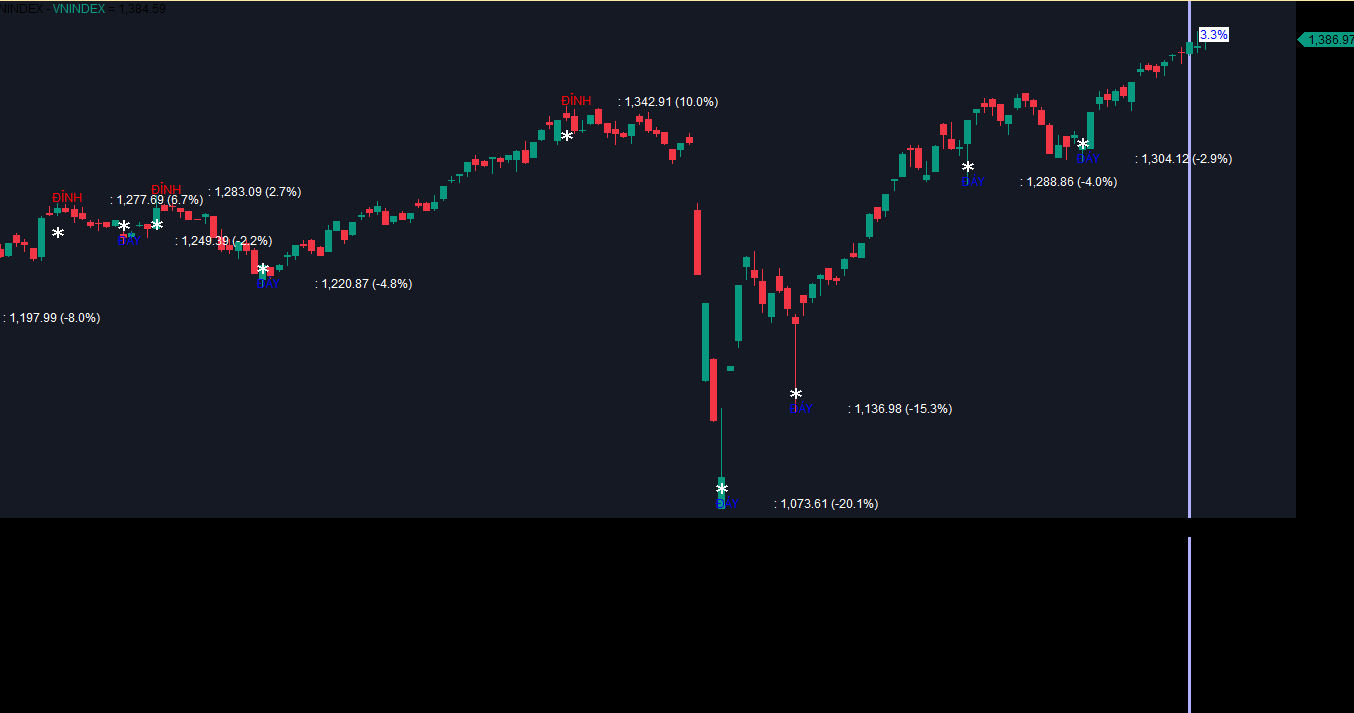 VNINDEX - VNINDEX = 1,384.59
3.3%
1,386.97
ĐỈNH : 1,342.91 (10.0%)
ĐÁY : 1,304.12 (-2.9%)
ĐÁY : 1,288.86 (-4.0%)
ĐỈNH : 1,277.69 (6.7%)
ĐỈNH : 1,283.09 (2.7%)
ĐÁY : 1,249.39 (-2.2%)
ĐÁY : 1,220.87 (-4.8%)
: 1,197.99 (-8.0%)
ĐÁY : 1,136.98 (-15.3%)
ĐÁY : 1,073.61 (-20.1%)